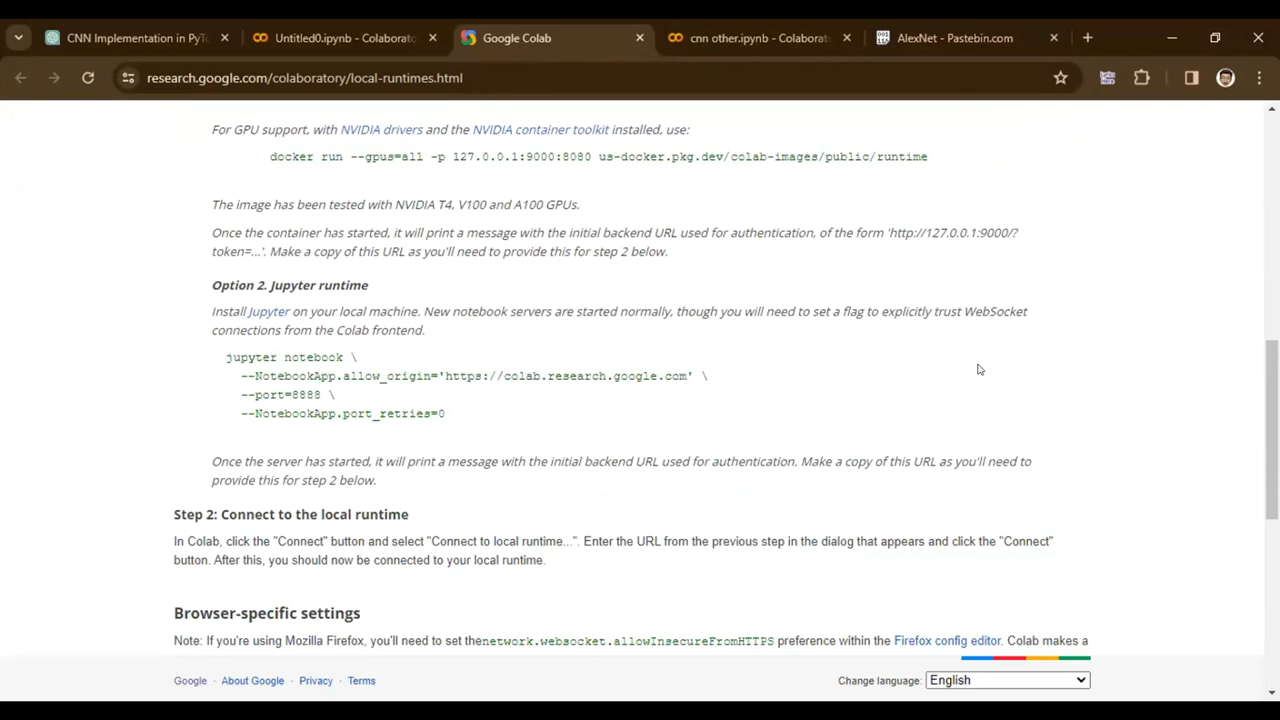 CNN Implementation in PyTo
Untitled0.ipynb - Colaborato
Google Colab
cnn other.ipynb - Colaborat
AlexNet - Pastebin.com
research.google.com/colaboratory/local-runtimes.html
For GPU support, with NVIDIA drivers and the NVIDIA container toolkit installed, use:
docker run --gpus=all -p 127.0.0.1:9000:8080 us-docker.pkg.dev/colab-images/public/runtime
The image has been tested with NVIDIA T4, V100 and A100 GPUs.
Once the container has started, it will print a message with the initial backend URL used for authentication, of the form 'http://127.0.0.1:9000/?
token=...'. Make a copy of this URL as you'll need to provide this for step 2 below.
Option 2. Jupyter runtime
Install Jupyter on your local machine. New notebook servers are started normally, though you will need to set a flag to explicitly trust WebSocket
connections from the Colab frontend.
jupyter notebook \
--NotebookApp.allow_origin='https://colab.research.google.com' \
--port=8888 \
--NotebookApp.port_retries=0
Once the server has started, it will print a message with the initial backend URL used for authentication. Make a copy of this URL as you'll need to
provide this for step 2 below.
Step 2: Connect to the local runtime
In Colab, click the "Connect" button and select "Connect to local runtime...". Enter the URL from the previous step in the dialog that appears and click the "Connect"
button. After this, you should now be connected to your local runtime.
Browser-specific settings
Note: If you're using Mozilla Firefox, you'll need to set the network.websocket.allowInsecureFromHTTPS preference within the Firefox config editor. Colab makes a
Google · About Google · Privacy · Terms
Change language: English